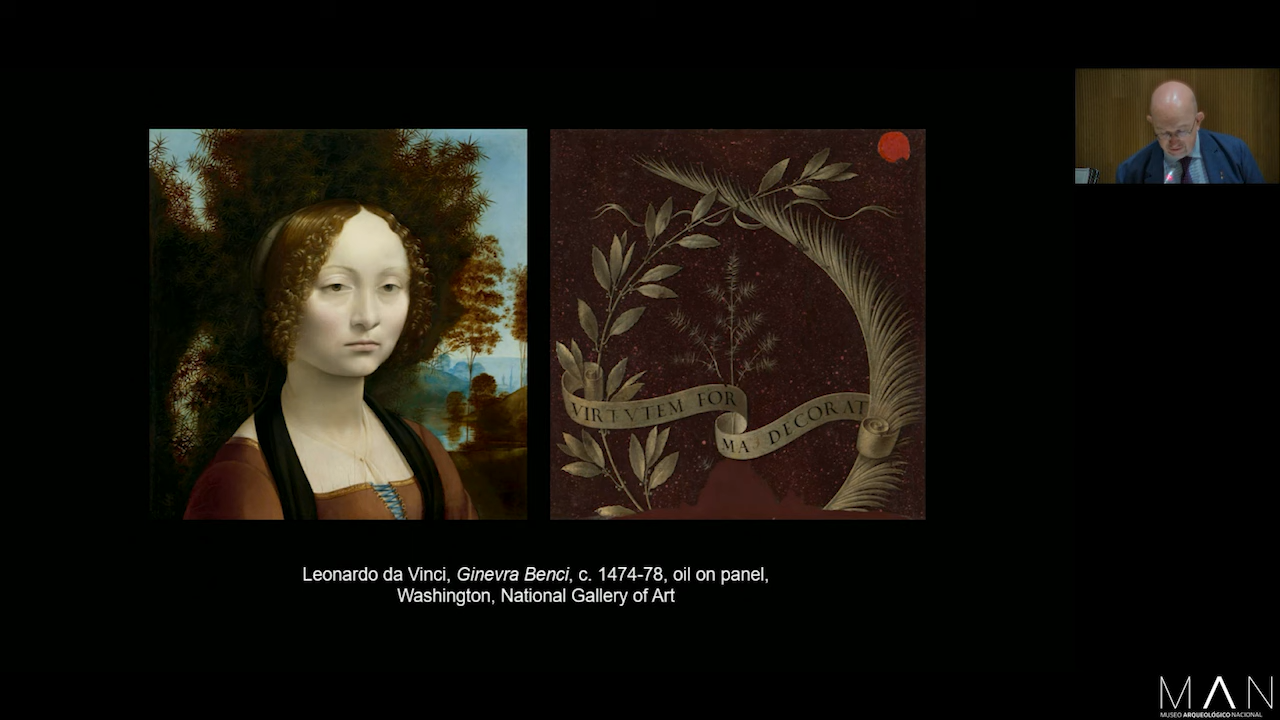 VIRTVTEM FOR
MA DECORAT
Leonardo da Vinci, Ginevra Benci, c. 1474-78, oil on panel,
Washington, National Gallery of Art
MAN
MUSEO ARQUEOLÓGICO NACIONAL